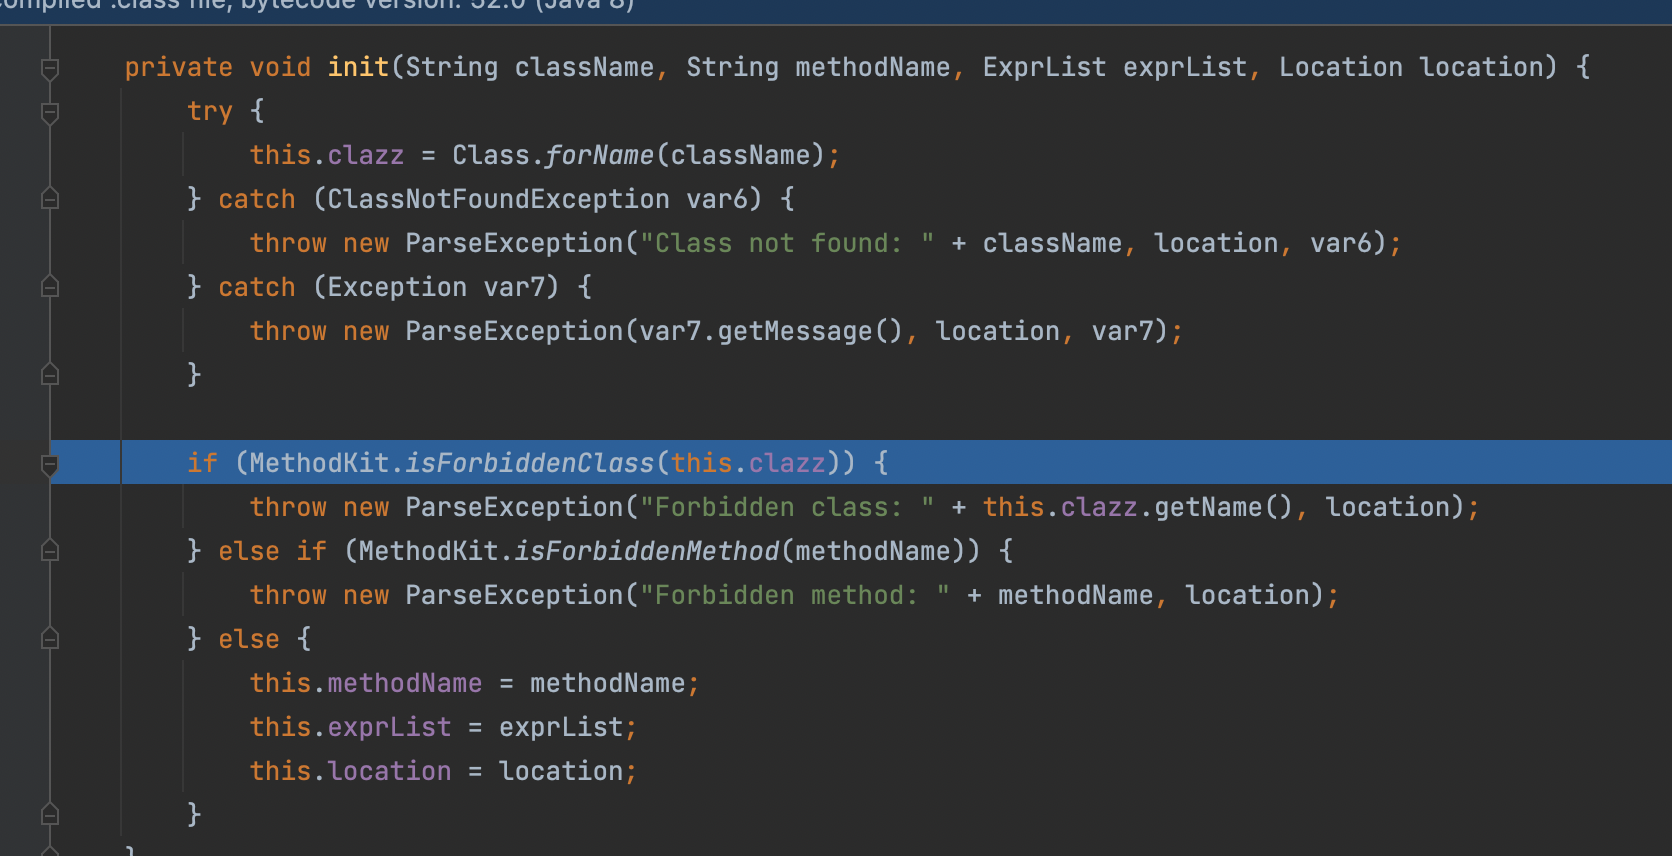 compiled .class file, bytecode version: 52.0 (Java 8)
private void init(String className, String methodName, ExprList exprList, Location location) {
try {
this.clazz = Class.forName(className);
} catch (ClassNotFoundException var6) {
throw new ParseException("Class not found: " + className, location, var6);
} catch (Exception var7) {
throw new ParseException(var7.getMessage(), location, var7);
}
if (MethodKit.isForbiddenClass(this.clazz)) {
throw new ParseException("Forbidden class: " + this.clazz.getName(), location);
} else if (MethodKit.isForbiddenMethod(methodName)) {
throw new ParseException("Forbidden method: " + methodName, location);
} else {
this.methodName = methodName;
this.exprList = exprList;
this.location = location;
}
}